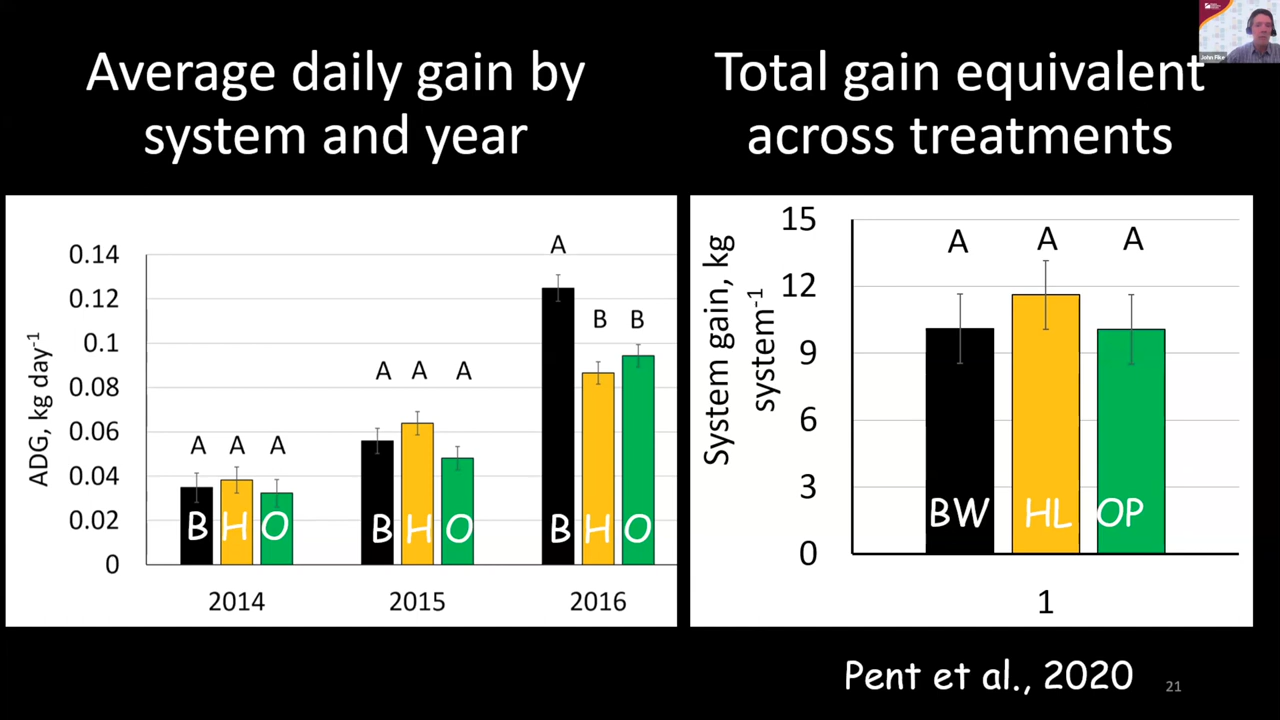 Average daily gain by
system and year
Total gain equivalent
across treatments
ADG, kg day-1
0.14
0.12
0.1
0.08
0.06
0.04
0.02
0
A A A
A A A
A
B B
B H O
B H O
B H O
2014 2015 2016
System gain, kg
system-1
15
12
9
6
3
0
A A A
BW HL OP
1
Pent et al., 2020
21